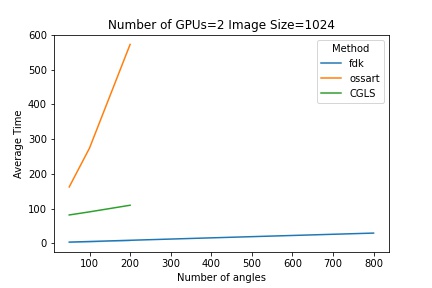 Number of GPUs=2 Image Size=1024
Average Time
600
500
400
300
200
100
0
Method
fdk
ossart
CGLS
100 200 300 400 500 600 700 800
Number of angles